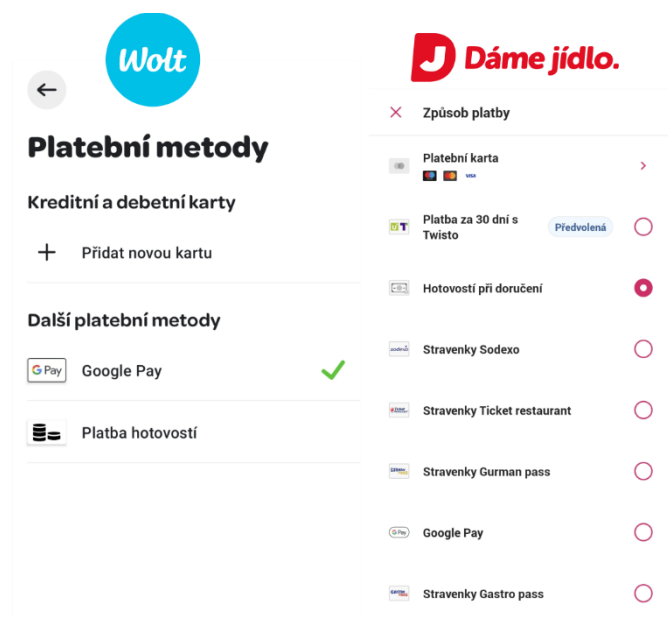 Wolt
Platební metody
Kreditní a debetní karty
Přidat novou kartu
Další platební metody
G Pay
Google Pay
Platba hotovostí
Dáme jídlo.
Způsob platby
Platební karta
VISA
Platba za 30 dní s
Twisto
Předvolená
Hotovostí při doručení
sodexo
Stravenky Sodexo
Stravenky Ticket restaurant
Stravenky Gurman pass
G Pay
Google Pay
Stravenky Gastro pass